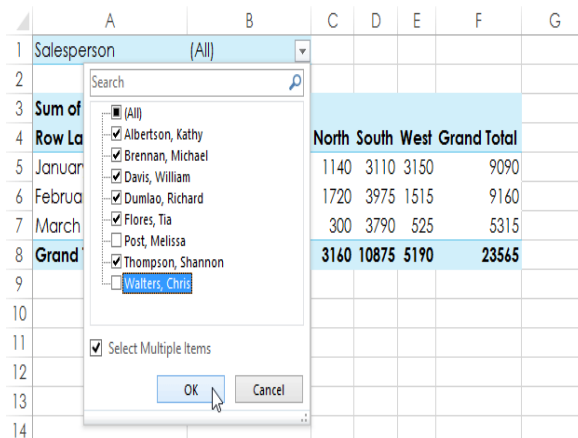 A B C D E F G
1 Salesperson (All)
2 Search
3 Sum of
(All)
4 Row La North South West Grand Total
Albertson, Kathy
Brennan, Michael
5 Januar 1140 3110 3150 9090
Davis, William
6 Februa 1720 3975 1515 9160
Dumlao, Richard
7 March 300 3790 525 5315
Flores, Tia
Post, Melissa
8 Grand 3160 10875 5190 23565
Thompson, Shannon
9
Walters, Chris
10
11
Select Multiple Items
12
13 OK Cancel
14